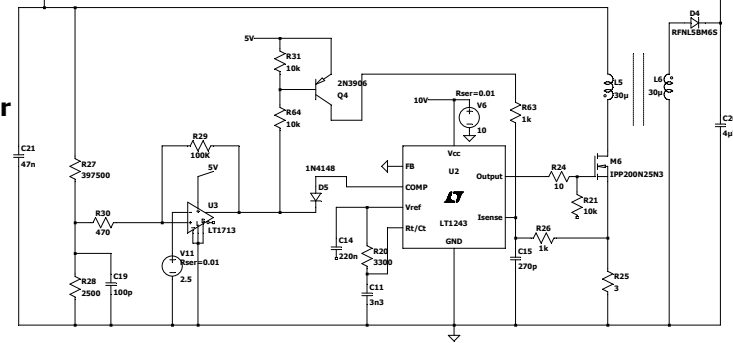 r
C21
47n
R27
397500
R30
470
R28
2500
C19
100p
R29
100K
5V
U3
LT1713
V11
Rser=0.01
2.5
5V
R31
10k
R64
10k
2N3906
Q4
1N4148
D5
C14
220n
R20
3300
C11
3n3
10V
Rser=0.01
V6
10
Vcc
U2
FB
COMP
Vref
Rt/Ct
Output
Isense
LT1243
GND
R63
1k
C15
270p
R24
10
R21
10k
R26
1k
M6
IPP200N25N3
R25
3
L5
30µ
L6
30µ
D4
RFNL5BM6S
4µ